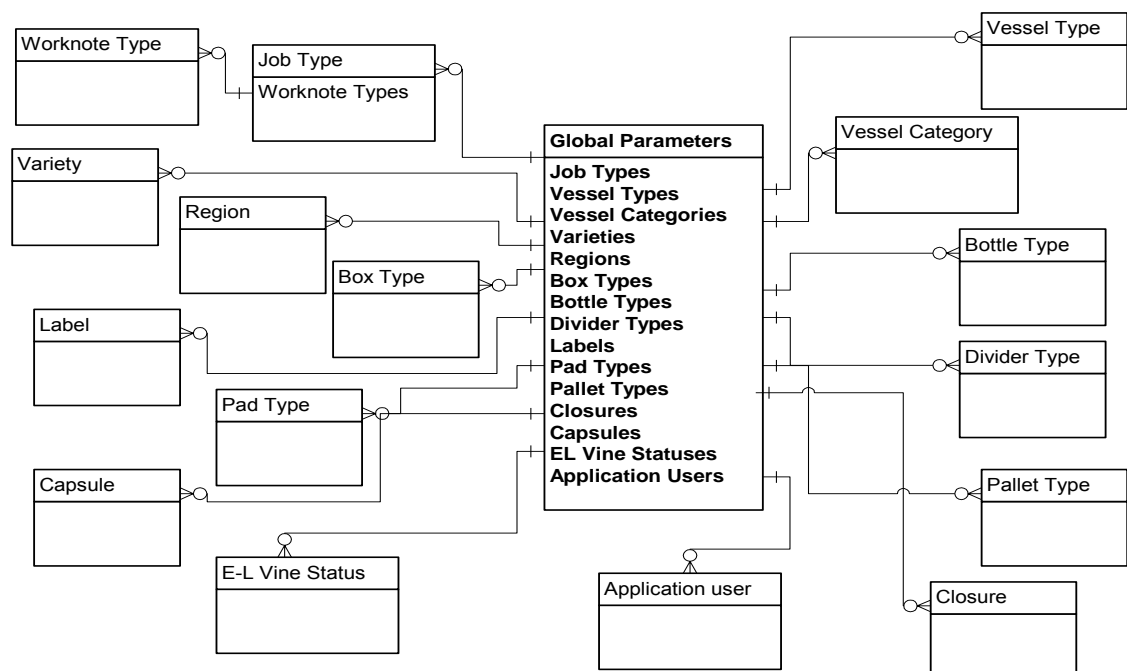 Worknote Type
Job Type
Worknote Types
Vessel Type
Global Parameters
Job Types
Vessel Types
Vessel Categories
Varieties
Regions
Box Types
Bottle Types
Divider Types
Labels
Pad Types
Pallet Types
Closures
Capsules
EL Vine Statuses
Application Users
Vessel Category
Variety
Region
Bottle Type
Box Type
Label
Divider Type
Pad Type
Capsule
Pallet Type
E-L Vine Status
Application user
Closure